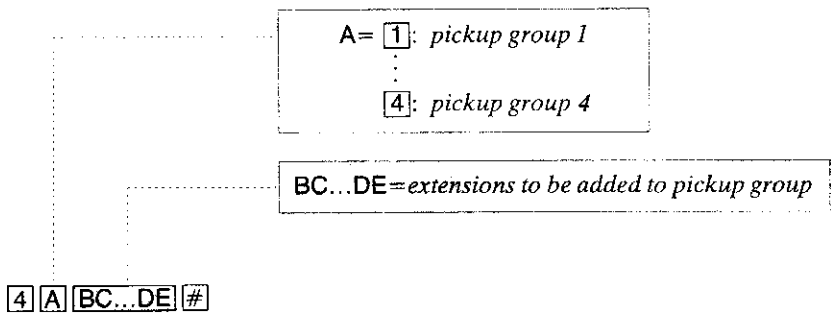 A= 1: pickup group 1
⋮
4: pickup group 4
BC...DE=extensions to be added to pickup group
4 A BC...DE #